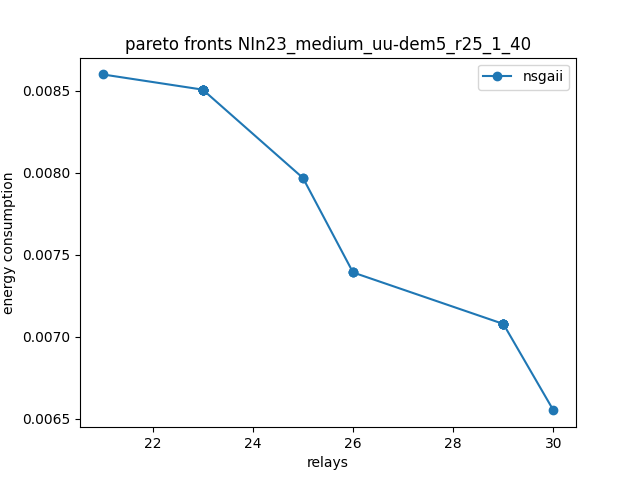 pareto fronts NIn23_medium_uu-dem5_r25_1_40
nsgaii
energy consumption
0.0085
0.0080
0.0075
0.0070
0.0065
22 24 26 28 30
relays